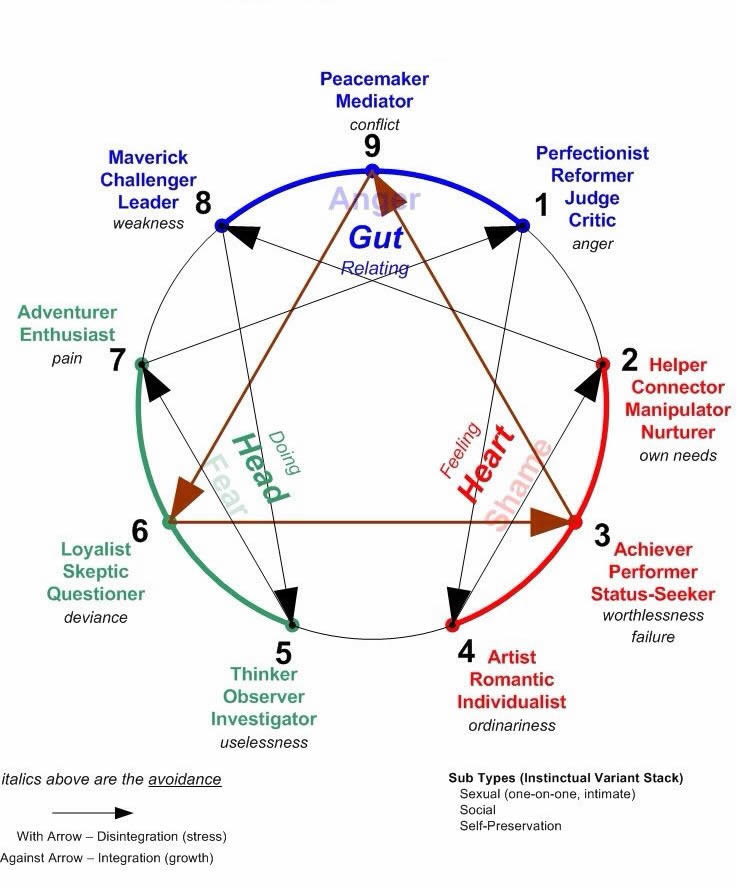 Peacemaker
Mediator
conflict
9
Maverick
Challenger
Leader
weakness
8
Perfectionist
Reformer
Judge
Critic
anger
1
Anger
Gut
Relating
Adventurer
Enthusiast
pain
7
2
Helper
Connector
Manipulator
Nurturer
own needs
Doing
Head
Fear
Feeling
Heart
Shame
6
Loyalist
Skeptic
Questioner
deviance
3
Achiever
Performer
Status-Seeker
worthlessness
failure
5
Thinker
Observer
Investigator
uselessness
4
Artist
Romantic
Individualist
ordinariness
italics above are the avoidance
With Arrow – Disintegration (stress)
Against Arrow – Integration (growth)
Sub Types (Instinctual Variant Stack)
Sexual (one-on-one, intimate)
Social
Self-Preservation